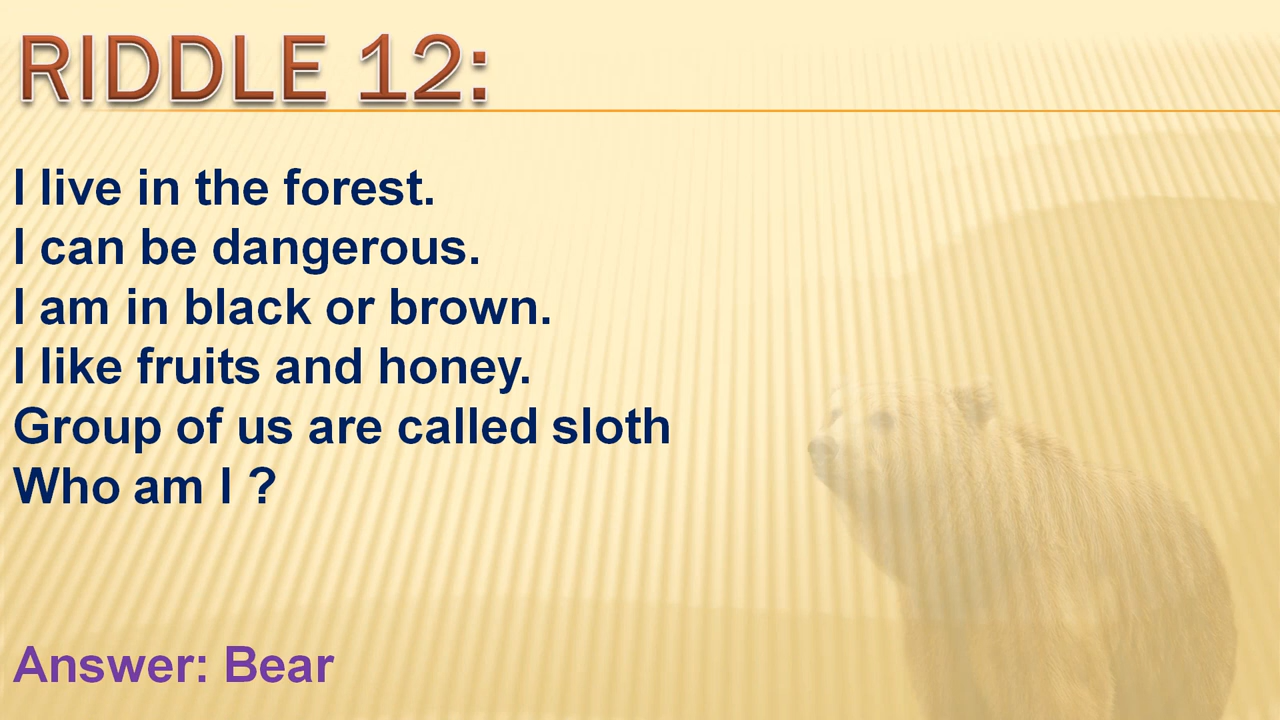 RIDDLE 12:
I live in the forest.
I can be dangerous.
I am in black or brown.
I like fruits and honey.
Group of us are called sloth
Who am I ?
Answer: Bear